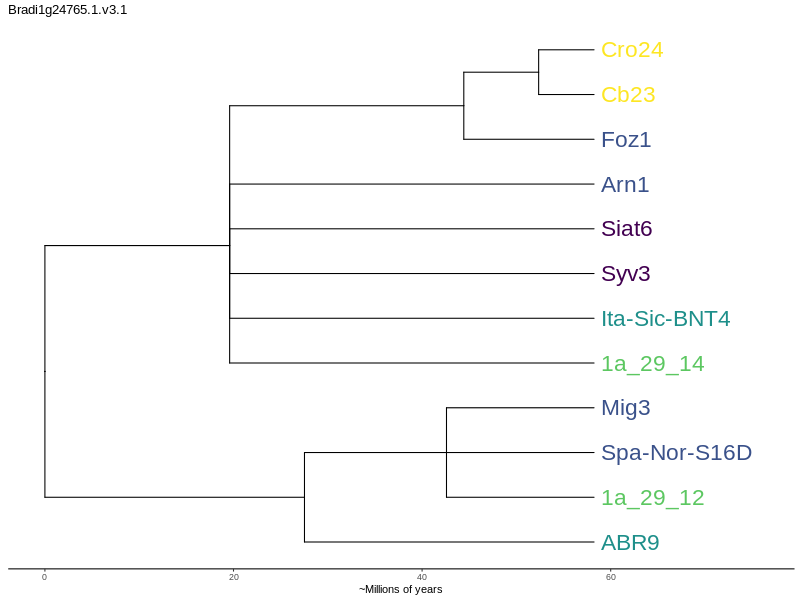 Bradi1g24765.1.v3.1
Cro24
Cb23
Foz1
Arn1
Siat6
Syv3
Ita-Sic-BNT4
1a_29_14
Mig3
Spa-Nor-S16D
1a_29_12
ABR9
0 20 40 60
~Millions of years